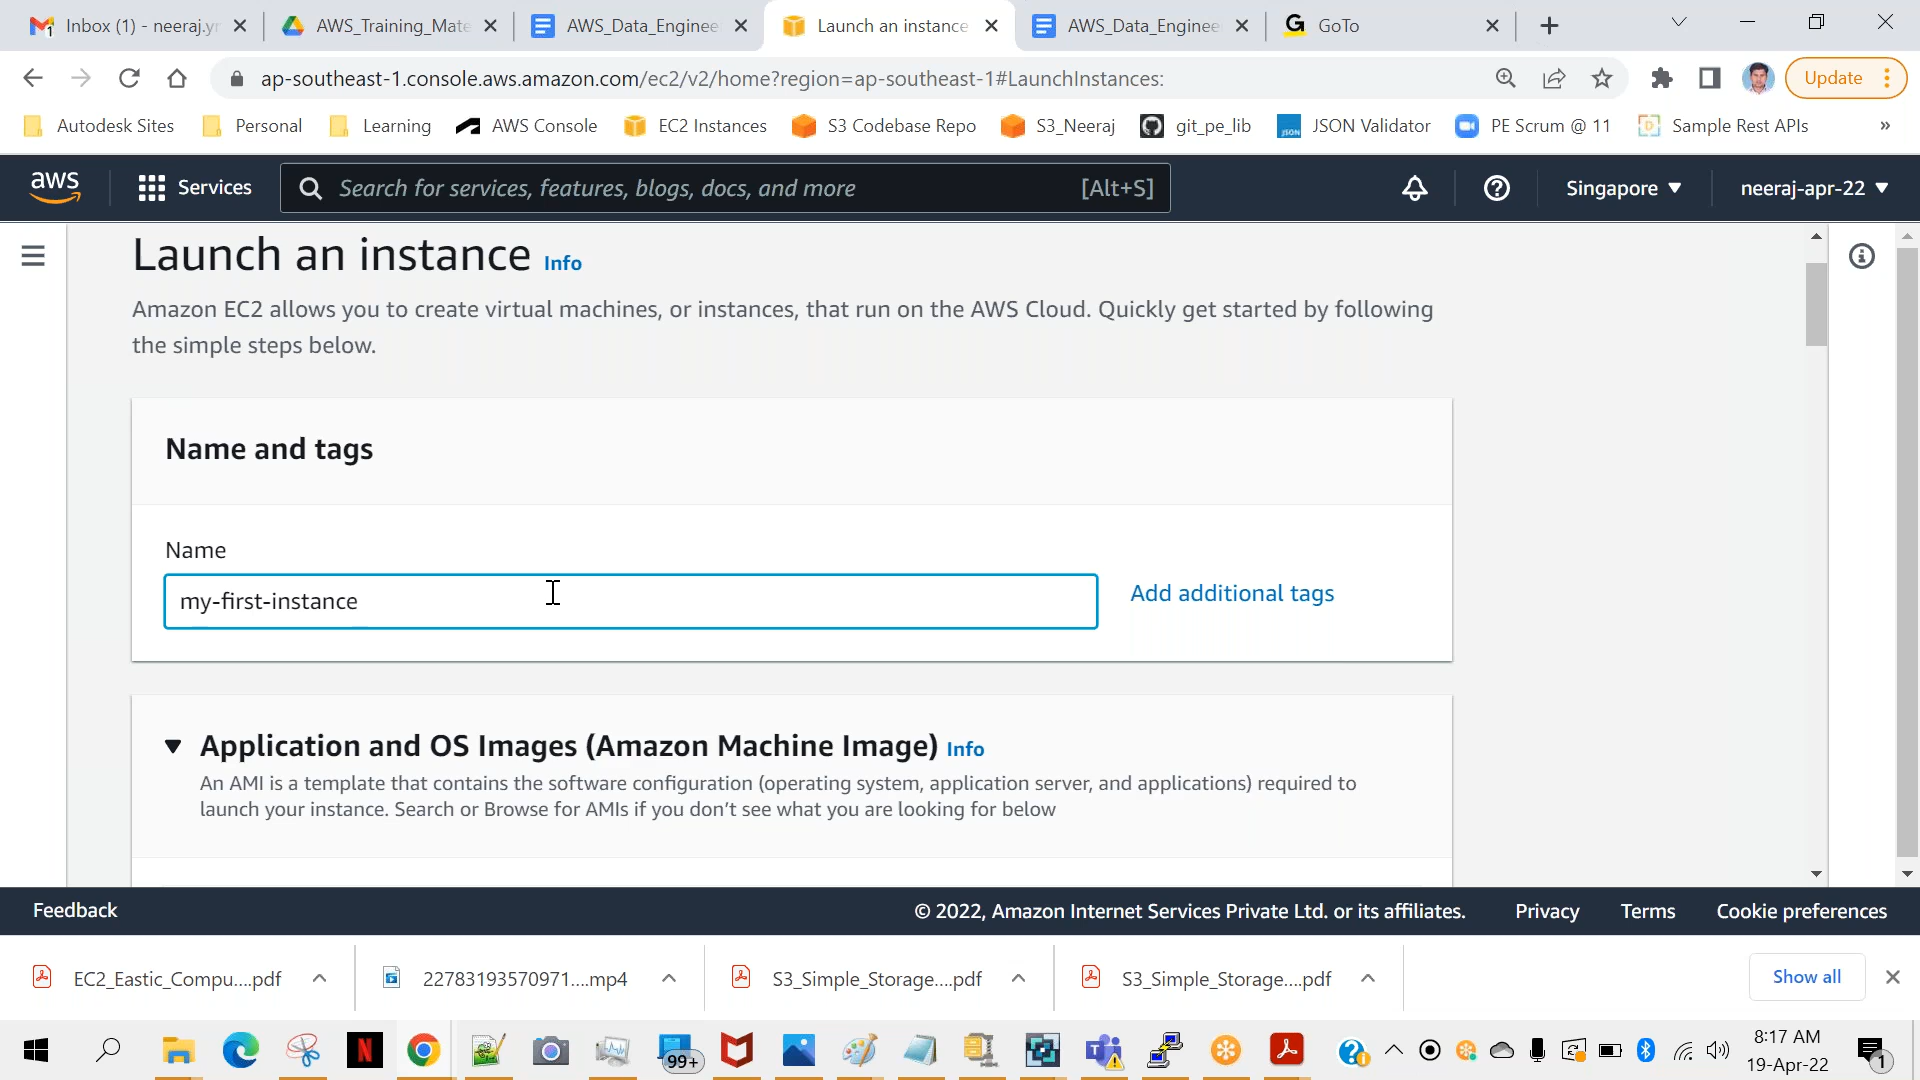 Inbox (1) - neeraj.yr
AWS_Training_Mate
AWS_Data_Enginee
Launch an instance
AWS_Data_Enginee
GoTo
ap-southeast-1.console.aws.amazon.com/ec2/v2/home?region=ap-southeast-1#LaunchInstances:
Update
Autodesk Sites
Personal
Learning
AWS Console
EC2 Instances
S3 Codebase Repo
S3_Neeraj
git_pe_lib
JSON Validator
PE Scrum @ 11
Sample Rest APIs
»
aws
Services
Search for services, features, blogs, docs, and more
[Alt+S]
Singapore
neeraj-apr-22
Launch an instance Info
Amazon EC2 allows you to create virtual machines, or instances, that run on the AWS Cloud. Quickly get started by following
the simple steps below.
Name and tags
Name
my-first-instance
Add additional tags
Application and OS Images (Amazon Machine Image) Info
An AMI is a template that contains the software configuration (operating system, application server, and applications) required to
launch your instance. Search or Browse for AMIs if you don't see what you are looking for below
Feedback
© 2022, Amazon Internet Services Private Ltd. or its affiliates.
Privacy
Terms
Cookie preferences
EC2_Eastic_Compu....pdf
22783193570971....mp4
S3_Simple_Storage....pdf
S3_Simple_Storage....pdf
Show all
99+
8:17 AM
19-Apr-22
1